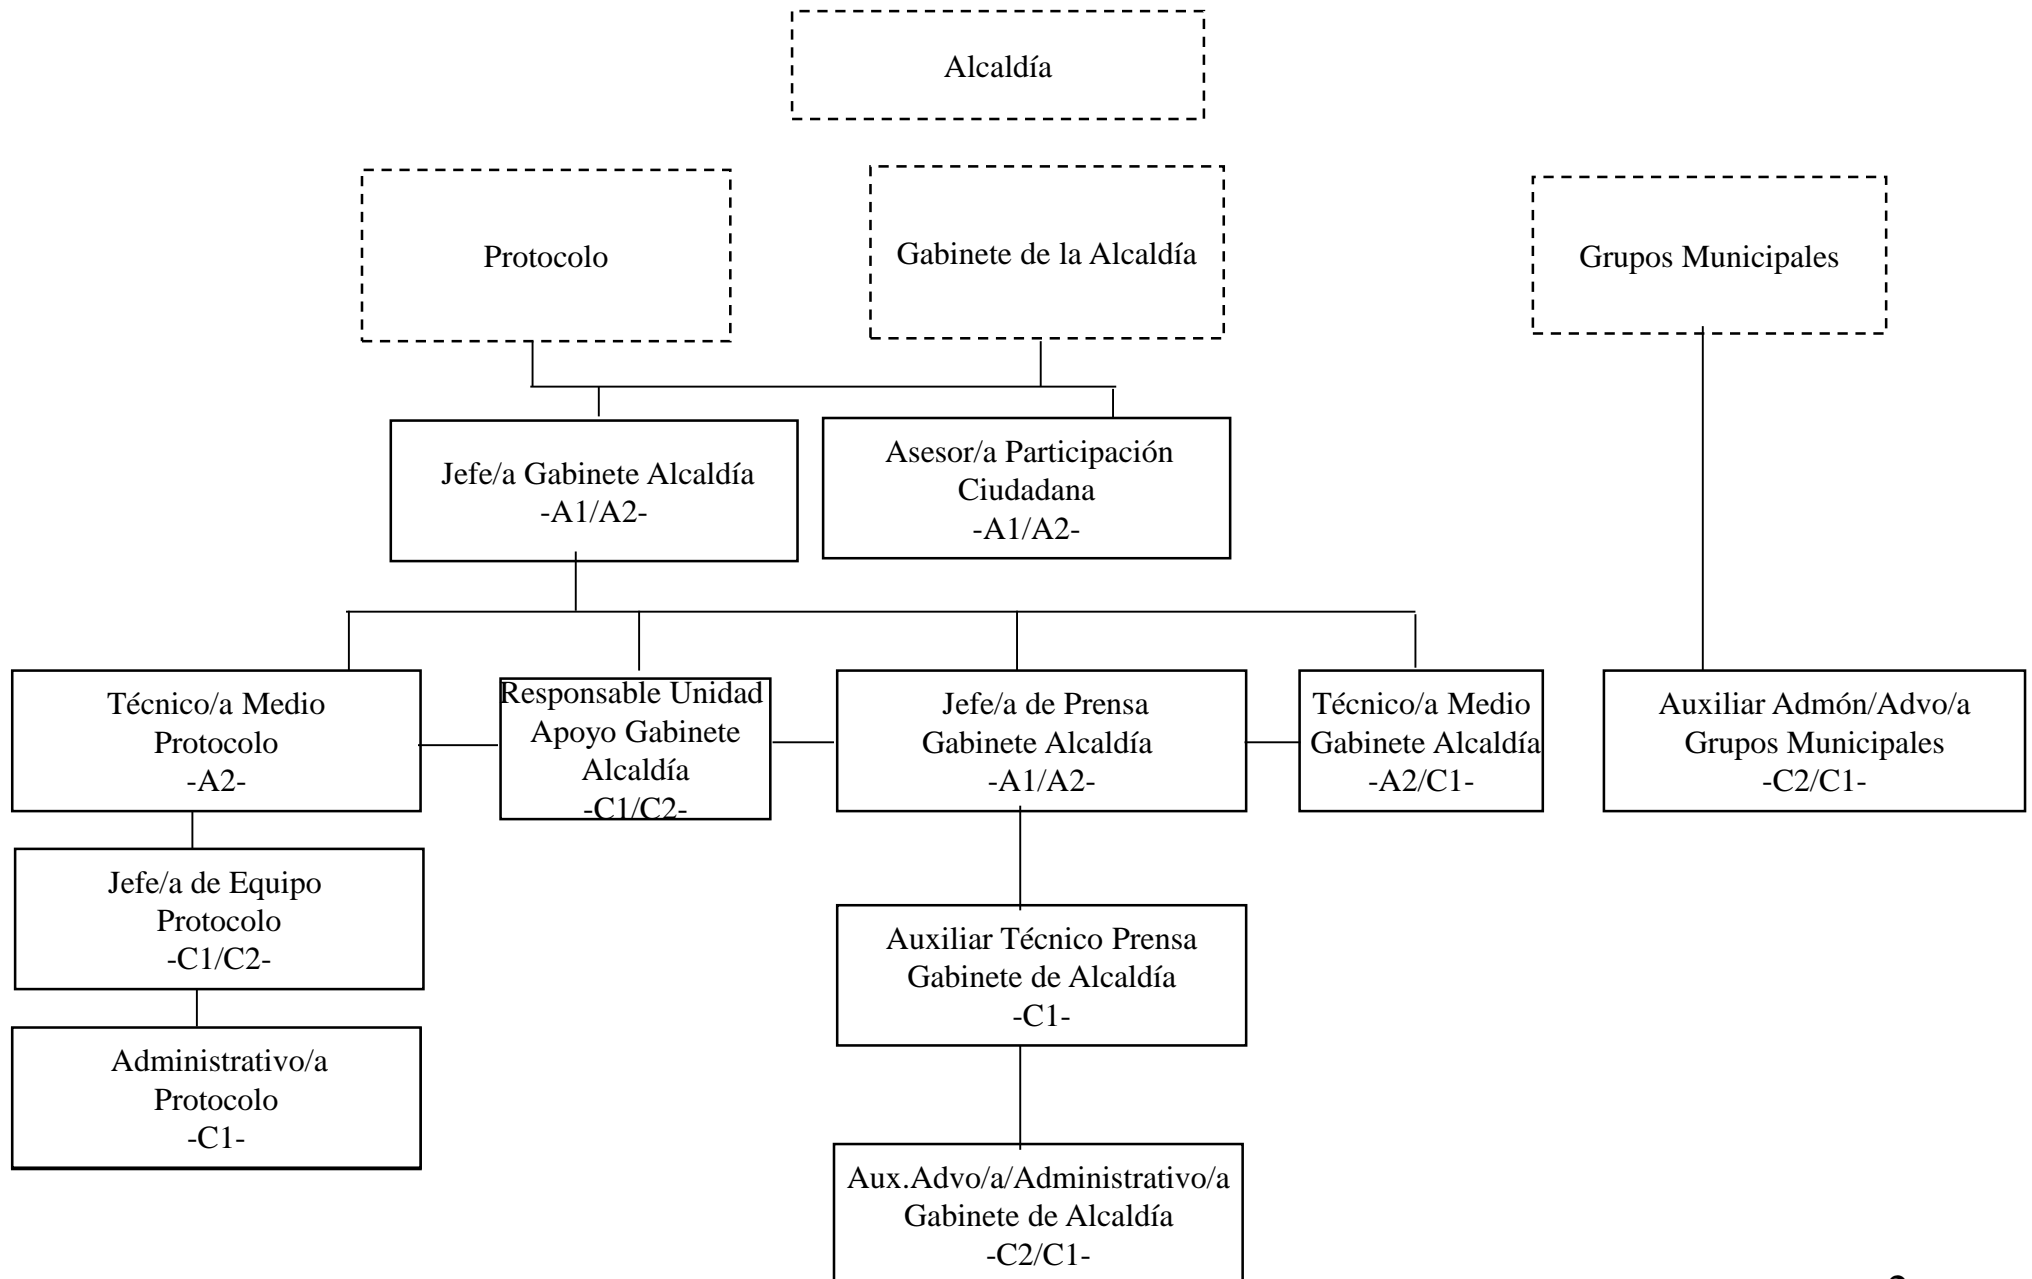 Alcaldía
Protocolo
Gabinete de la Alcaldía
Grupos Municipales
Jefe/a Gabinete Alcaldía
-A1/A2-
Asesor/a Participación
Ciudadana
-A1/A2-
Técnico/a Medio
Protocolo
-A2-
Responsable Unidad
Apoyo Gabinete
Alcaldía
-C1/C2-
Jefe/a de Prensa
Gabinete Alcaldía
-A1/A2-
Técnico/a Medio
Gabinete Alcaldía
-A2/C1-
Auxiliar Admón/Advo/a
Grupos Municipales
-C2/C1-
Jefe/a de Equipo
Protocolo
-C1/C2-
Auxiliar Técnico Prensa
Gabinete de Alcaldía
-C1-
Administrativo/a
Protocolo
-C1-
Aux.Advo/a/Administrativo/a
Gabinete de Alcaldía
-C2/C1-